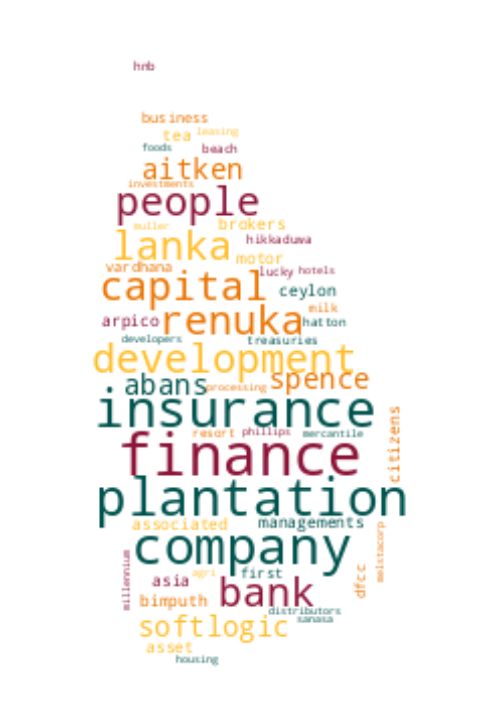 hnb
business
tea leasing
foods beach
aitken
investments
people
muller brokers
lanka hikkaduwa
motor
vardhana lucky hotels
capital ceylon
milk
arpico renuka hatton
developers treasuries
development
abans processing spence
insurance
citizens
resort phillips mercantile
finance
plantation
associated managements
melstacorp
company
millennium asia agri first dfcc
bimputh bank
distributors
softlogic sanasa
asset
housing